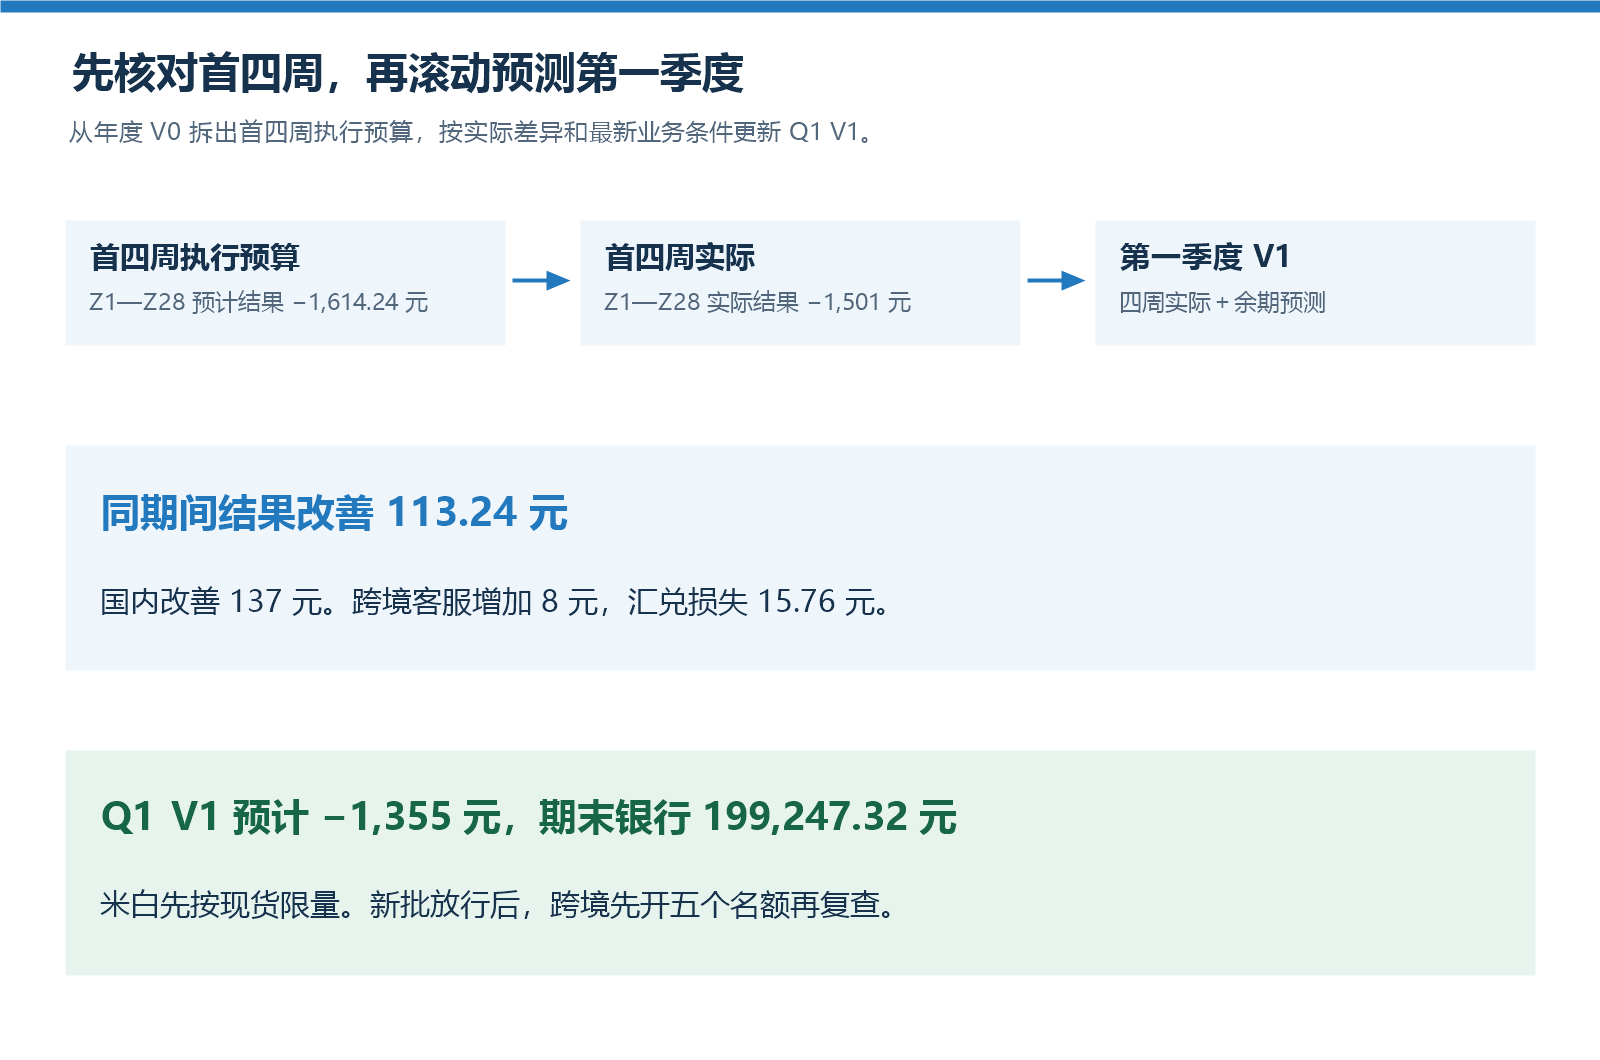 先核对首四周，再滚动预测第一季度
从年度 V0 拆出首四周执行预算，按实际差异和最新业务条件更新 Q1 V1。
首四周执行预算
Z1—Z28 预计结果 −1,614.24 元
首四周实际
Z1—Z28 实际结果 −1,501 元
第一季度 V1
四周实际 + 余期预测
同期间结果改善 113.24 元
国内改善 137 元。跨境客服增加 8 元，汇兑损失 15.76 元。
Q1 V1 预计 −1,355 元，期末银行 199,247.32 元
米白先按现货限量。新批放行后，跨境先开五个名额再复查。